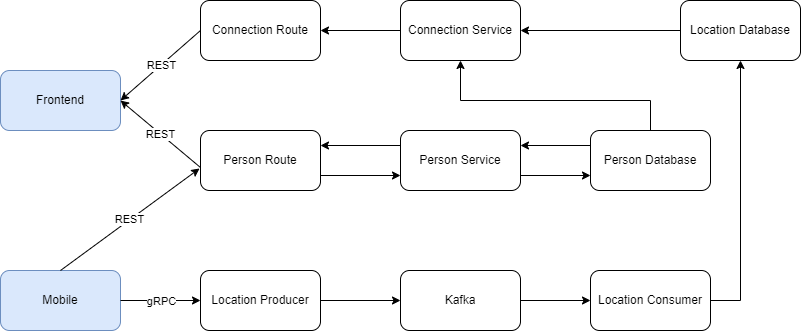 Connection Route
Connection Service
Location Database
REST
Frontend
REST
Person Route
Person Service
Person Database
REST
Mobile
gRPC
Location Producer
Kafka
Location Consumer